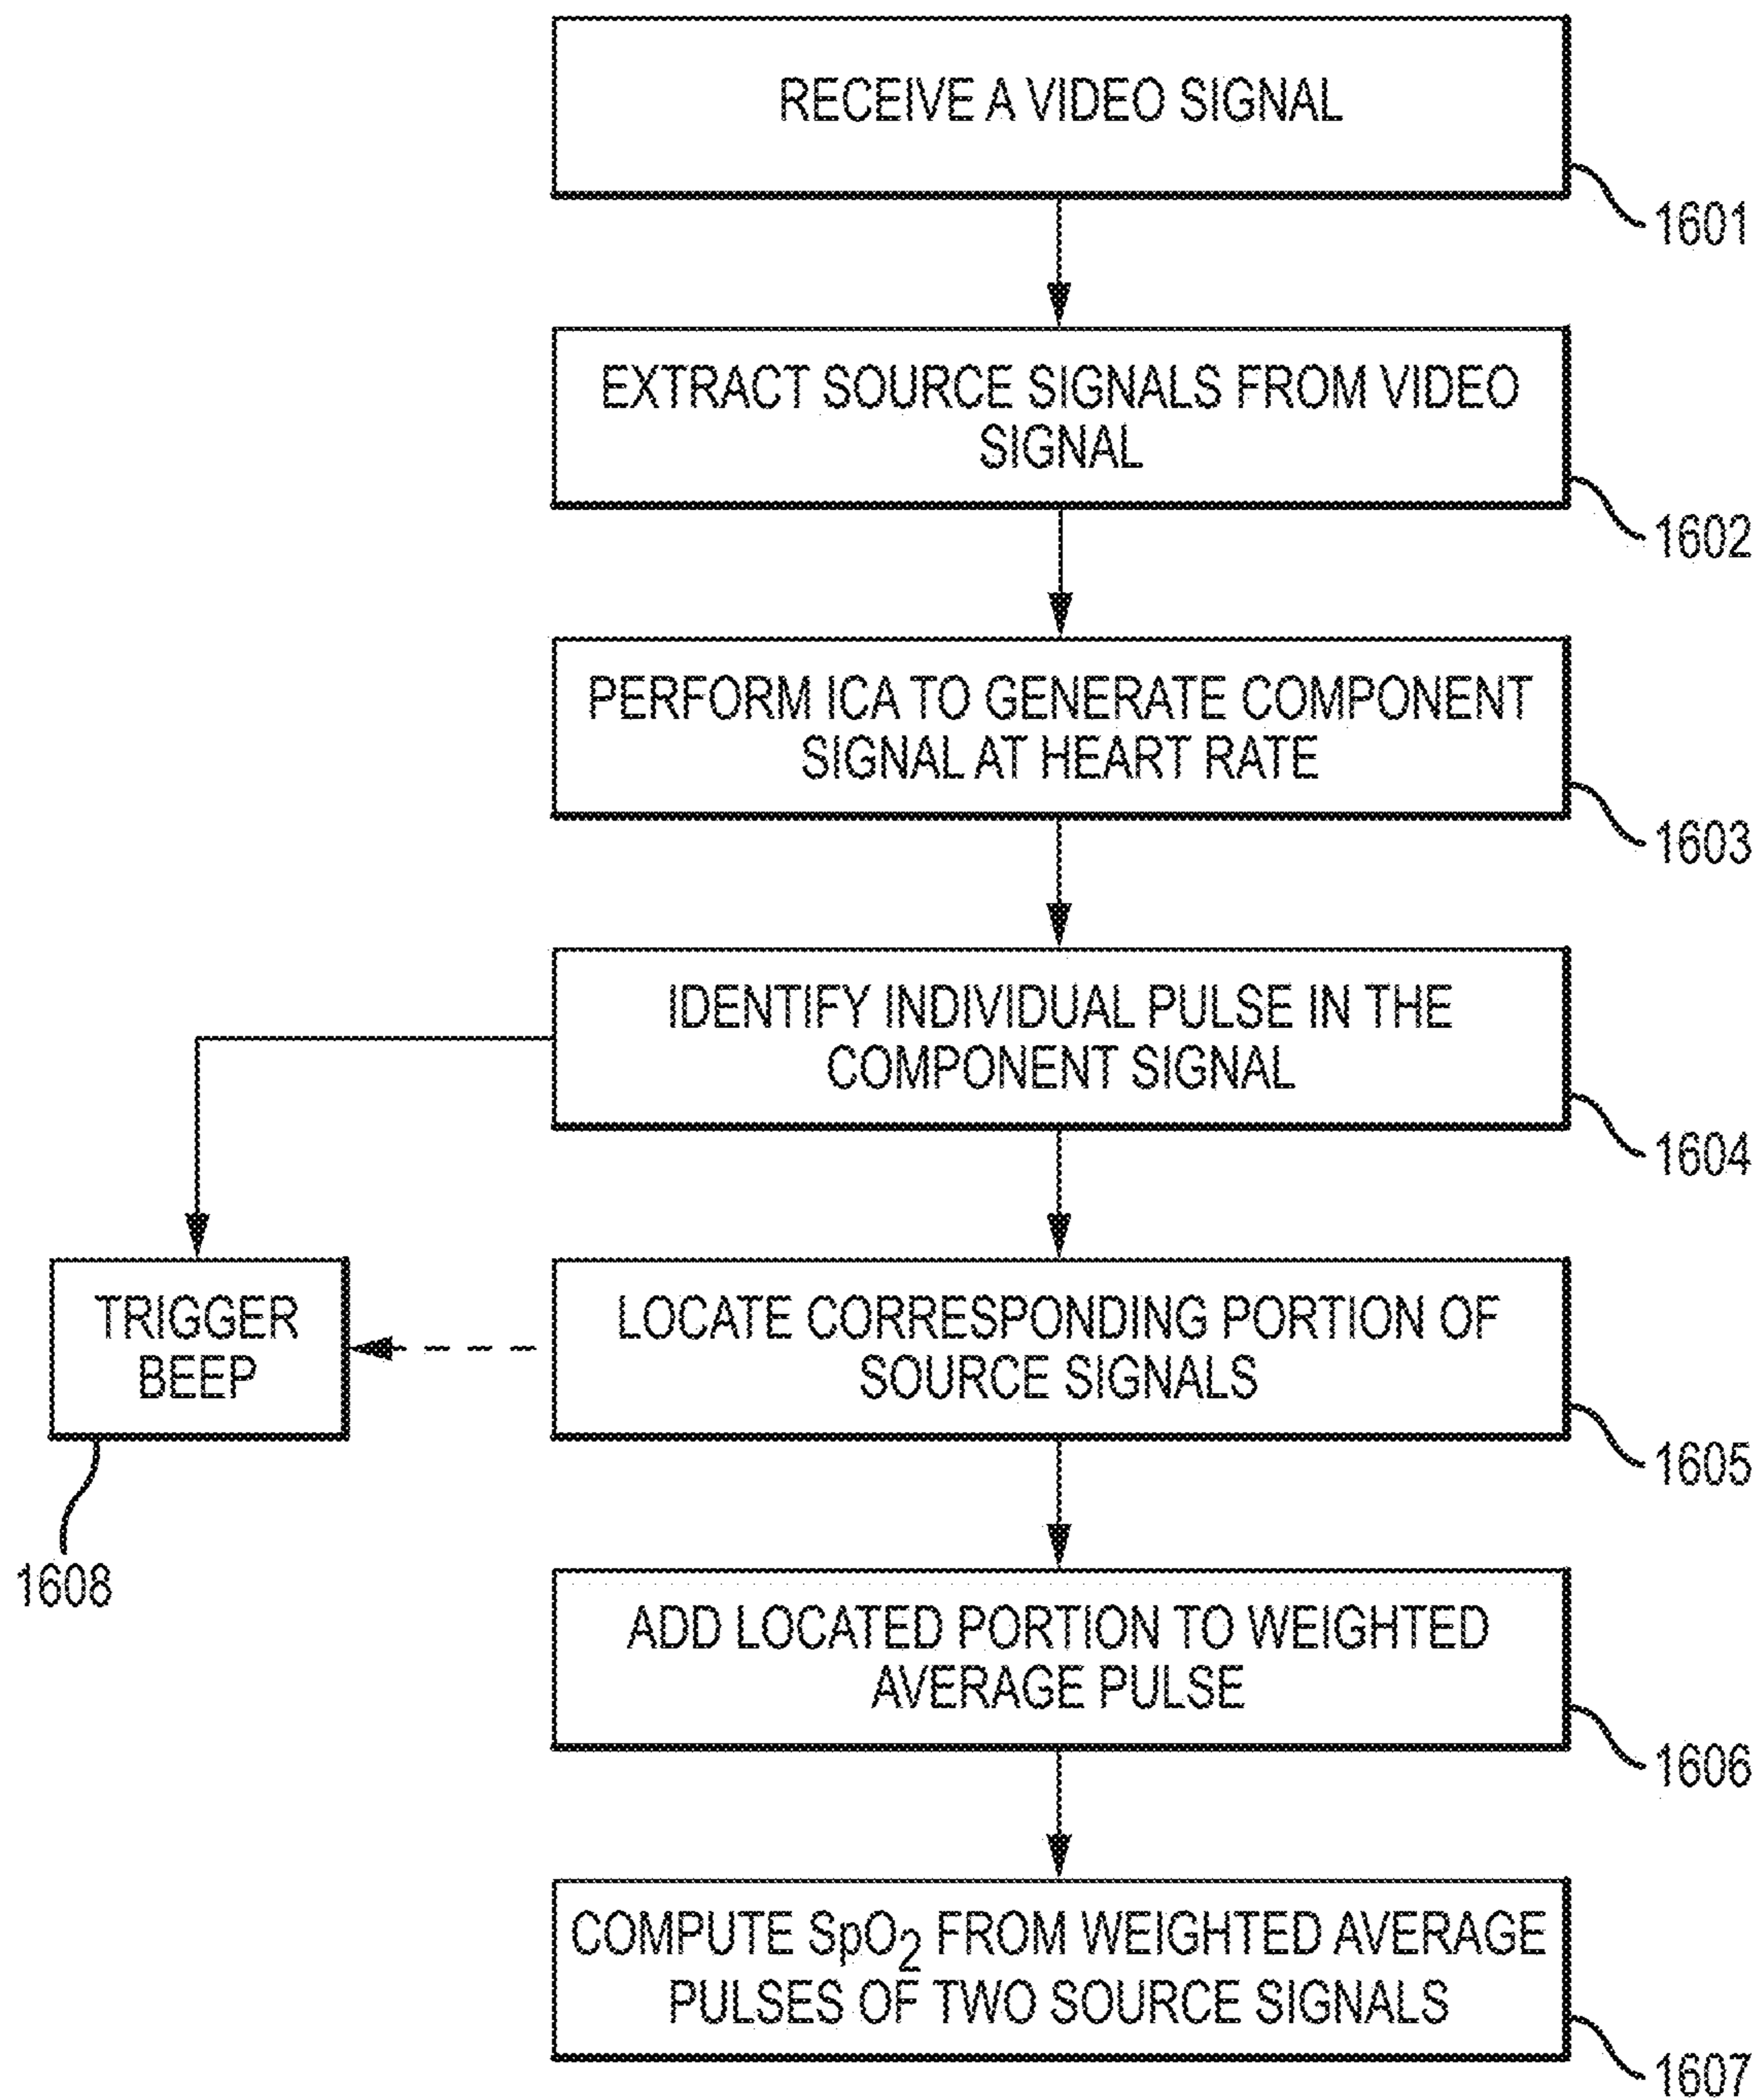 RECEIVE A VIDEO SIGNAL
1601
EXTRACT SOURCE SIGNALS FROM VIDEO
SIGNAL
1602
PERFORM ICA TO GENERATE COMPONENT
SIGNAL AT HEART RATE
1603
IDENTIFY INDIVIDUAL PULSE IN THE
COMPONENT SIGNAL
1604
TRIGGER
BEEP
1608
LOCATE CORRESPONDING PORTION OF
SOURCE SIGNALS
1605
ADD LOCATED PORTION TO WEIGHTED
AVERAGE PULSE
1606
COMPUTE SpO₂ FROM WEIGHTED AVERAGE
PULSES OF TWO SOURCE SIGNALS
1607